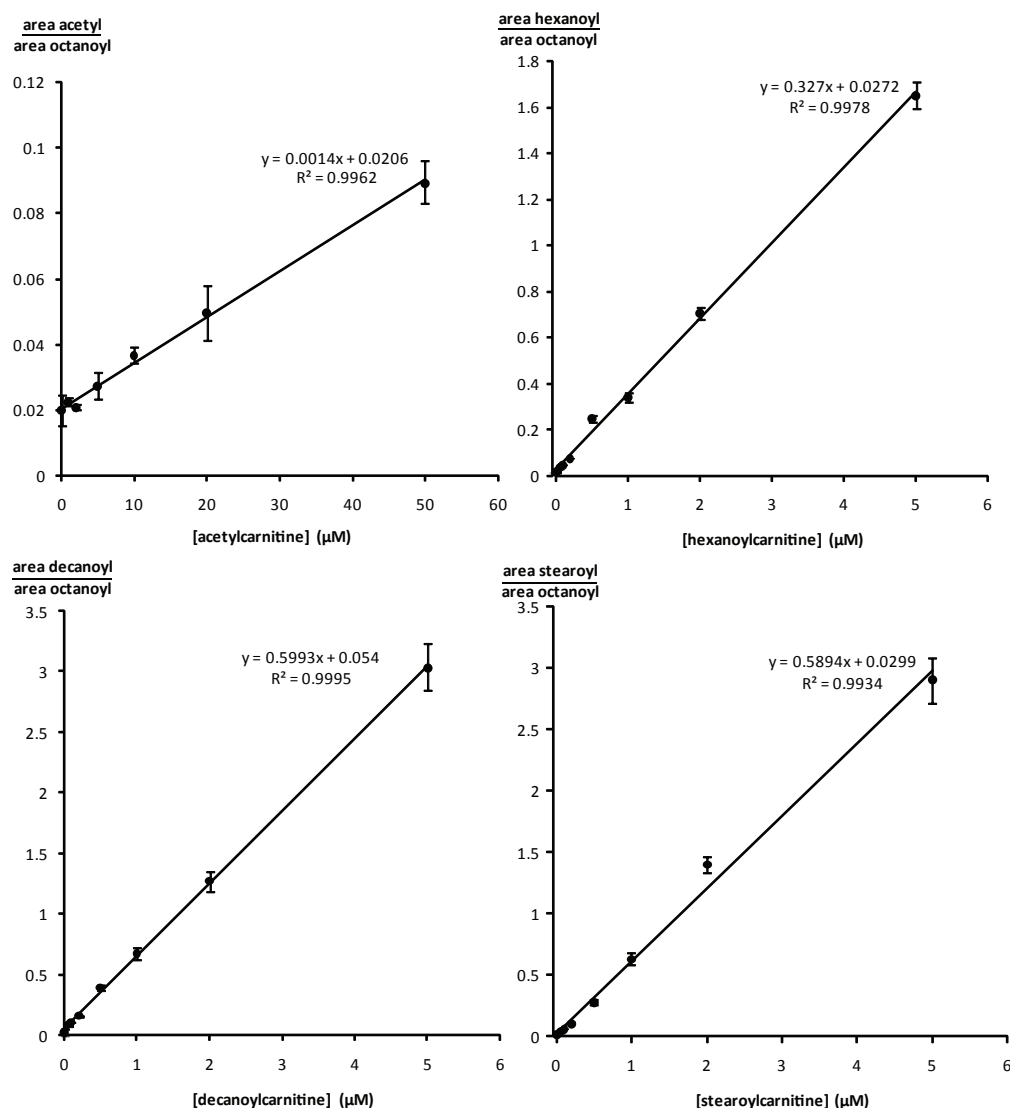 area acetyl
area octanoyl
0.12
0.1
0.08
0.06
0.04
0.02
0
y = 0.0014x + 0.0206
R² = 0.9962
0 10 20 30 40 50 60
[acetylcarnitine] (µM)
area hexanoyl
area octanoyl
1.8
1.6
1.4
1.2
1
0.8
0.6
0.4
0.2
0
y = 0.327x + 0.0272
R² = 0.9978
0 1 2 3 4 5 6
[hexanoylcarnitine] (µM)
area decanoyl
area octanoyl
3.5
3
2.5
2
1.5
1
0.5
0
y = 0.5993x + 0.054
R² = 0.9995
0 1 2 3 4 5 6
[decanoylcarnitine] (µM)
area stearoyl
area octanoyl
3.5
3
2.5
2
1.5
1
0.5
0
y = 0.5894x + 0.0299
R² = 0.9934
0 1 2 3 4 5 6
[stearoylcarnitine] (µM)